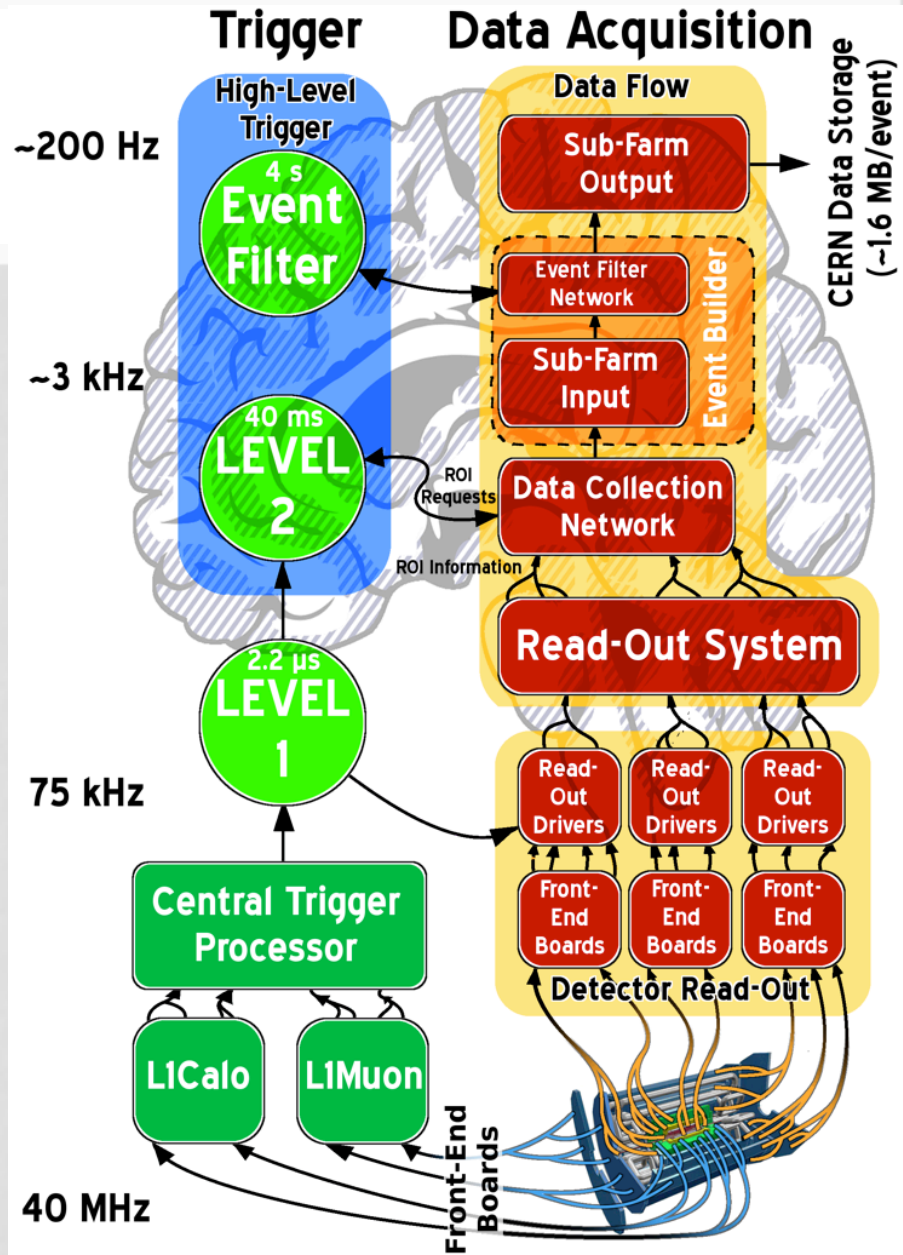 Trigger
Data Acquisition
High-Level
Trigger
Data Flow
~200 Hz
4 s
Event
Filter
Sub-Farm
Output
CERN Data Storage
(~1.6 MB/event)
Event Filter
Network
Event Builder
~3 kHz
Sub-Farm
Input
40 ms
LEVEL
2
ROI
Requests
Data Collection
Network
ROI Information
2.2 µs
LEVEL
1
Read-Out System
75 kHz
Read-
Out
Drivers
Read-
Out
Drivers
Read-
Out
Drivers
Central Trigger
Processor
Front-
End
Boards
Front-
End
Boards
Front-
End
Boards
Detector Read-Out
L1Calo
L1Muon
Front-End
Boards
40 MHz